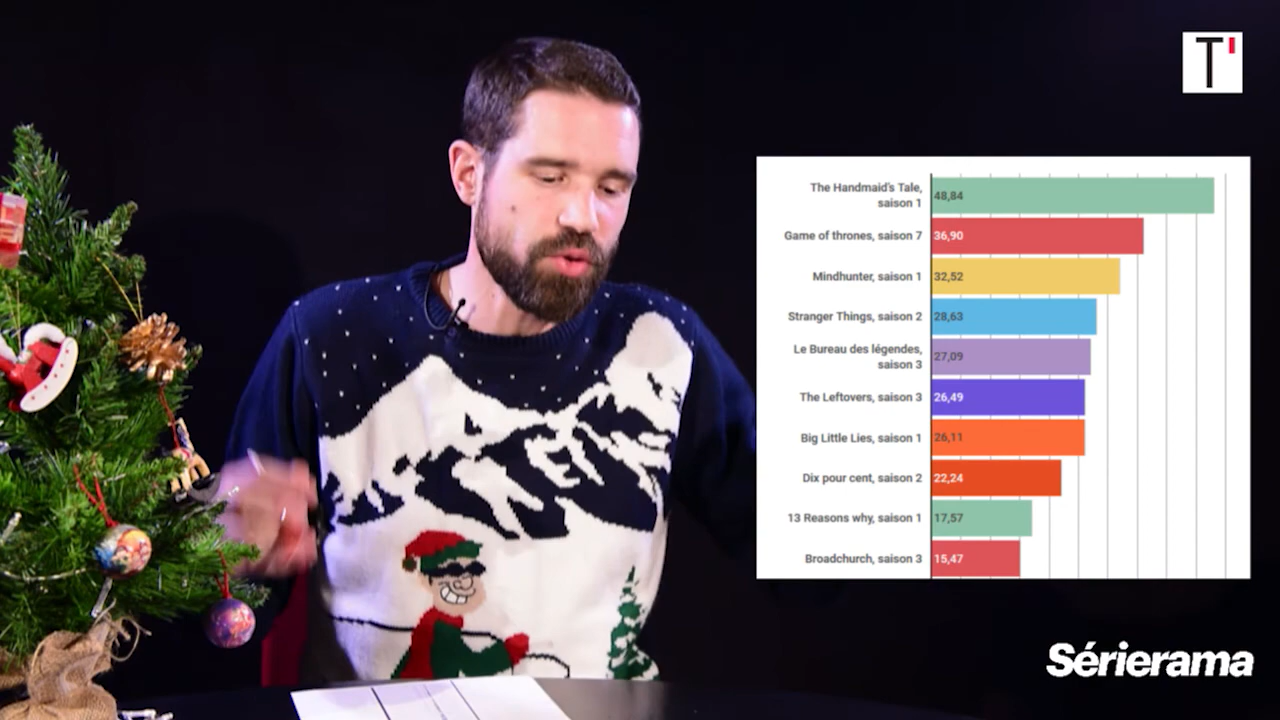 T'
The Handmaid's Tale,
saison 1
48,84
Game of thrones, saison 7
36,90
Mindhunter, saison 1
32,52
Stranger Things, saison 2
28,63
Le Bureau des légendes,
saison 3
27,09
The Leftovers, saison 3
26,49
Big Little Lies, saison 1
26,11
Dix pour cent, saison 2
22,24
13 Reasons why, saison 1
17,57
Broadchurch, saison 3
15,47
Sérierama